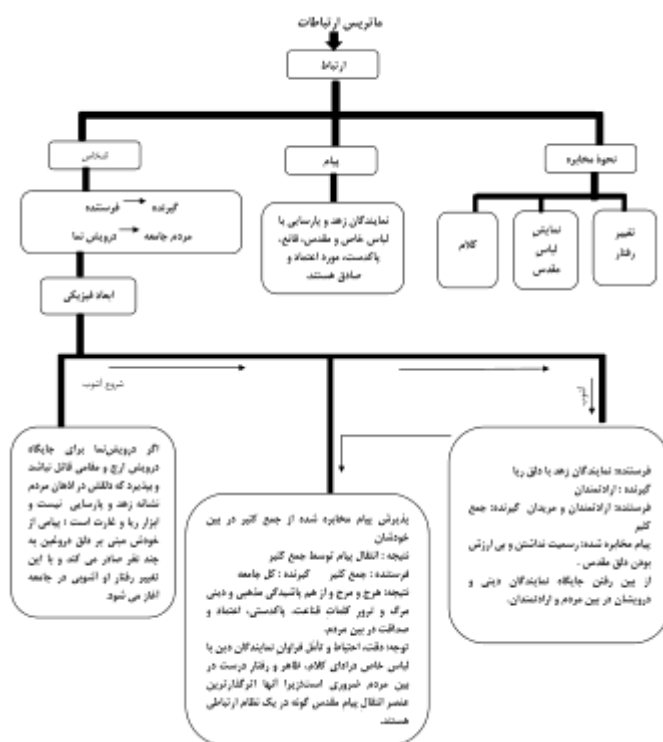 ماتریس ارتباطات
ارتباط
نحوهٔ مخابره
پیام
اشخاص
تغییر
رفتار
نمایش
لباس
مقدس
کلام
نمایندگان زهد و پارسایی با
لباس خاص و مقدس، قانع،
پاکدست، مورد اعتماد و
صادق هستند.
گیرنده فرستنده
مردم جامعه درویش نما
ابعاد فیزیکی
شروع آشوب
آشوب
فرستنده: نمایندگان زهد با دلق ریا
گیرنده : ارادتمندان
فرستنده: ارادتمندان و مریدان گیرنده: جمع
کثیر
پیام مخابره شده: رسمیت نداشتن و بی ارزش
بودن دلق مقدس .
از بین رفتن جایگاه نمایندگان دینی و
درویشان در بین مردم و ارادتمندان.
پذیرش پیام مخابره شده از جمع کثیر در بین
خودشان
نتیجه : انتقال پیام توسط جمع کثیر
فرستنده : جمع کثیر گیرنده : کل جامعه
نتیجه: هرج و مرج و از هم پاشیدگی مذهبی و دینی
مرگ و ترور کلمات قناعت، پاکدستی، اعتماد و
صداقت در بین مردم.
توجه: دقت، احتیاط و تأمل فراوان نمایندگان دین با
لباس خاص درادای کلام، ظاهر و رفتار درست در
بین مردم ضروری است؛زیرا آنها اثرگذارترین
عنصر انتقال پیام مقدس گونه در یک نظام ارتباطی
هستند.
اگر درویش‌نما برای جایگاه
درویش ارج و مقامی قائل نباشد
و بپذیرد که دلقش در اذهان مردم
نشانه زهد و پارسایی نیست و
ابزار ریا و غارت است ؛ پیامی از
خودش مبنی بر دلق دروغین به
چند نفر صادر می کند و با این
تغییر رفتار او آشوبی در جامعه
آغاز می شود.